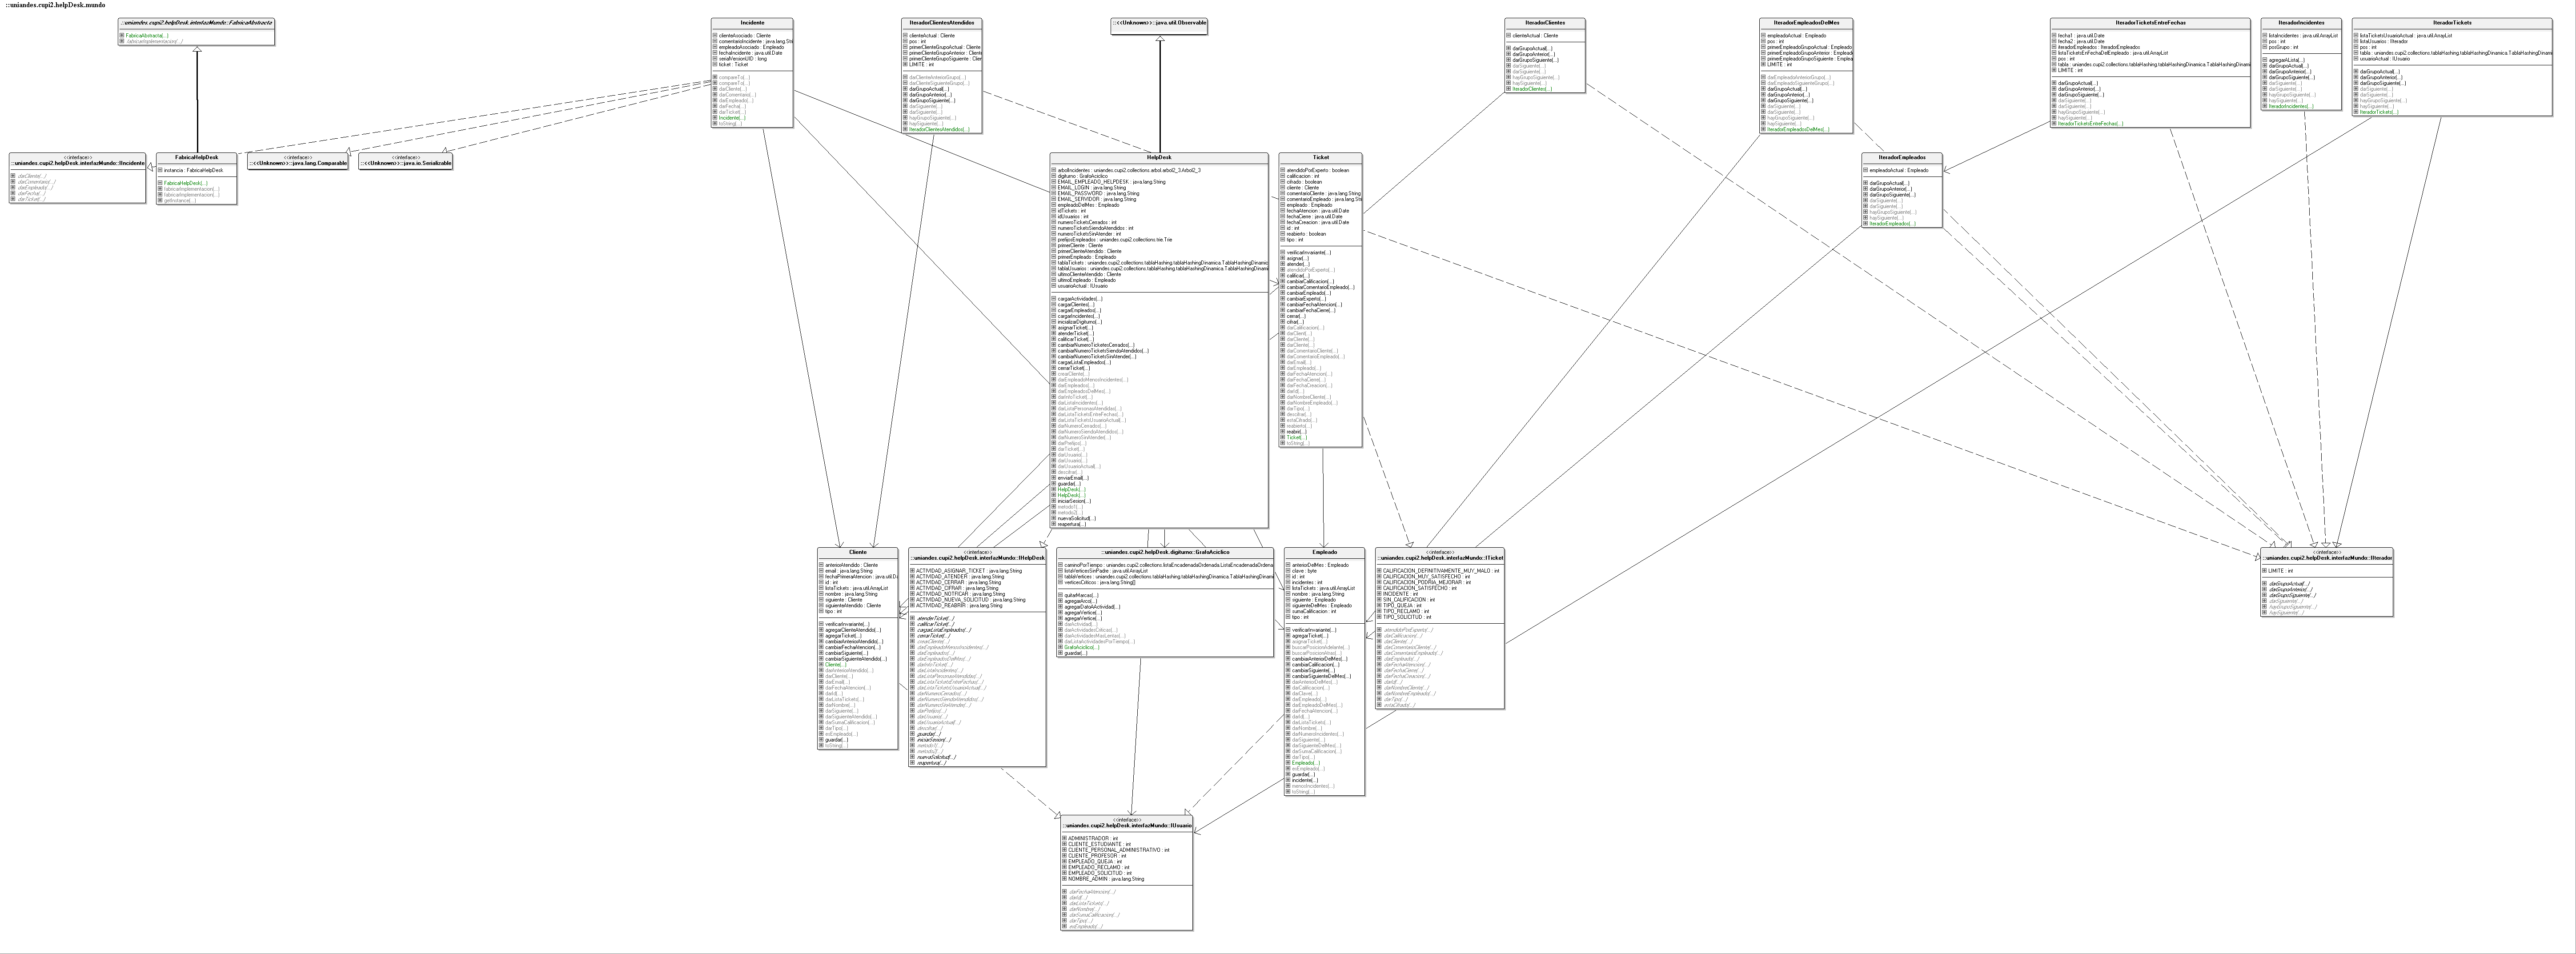 ::uniandes.cupi2.helpDesk.mundo
::uniandes.cupi2.helpDesk.interfazMundo::FabricaAbstracta
FabricaAbstracta(...)
fabricarImplementacion(...)
Incidente
clienteAsociado : Cliente
comentarioIncidente : java.lang.Stri
empleadoAsociado : Empleado
fechaIncidente : java.util.Date
serialVersionUID : long
ticket : Ticket
compareTo(...)
compareTo(...)
darCliente(...)
darComentario(...)
darEmpleado(...)
darFecha(...)
darTicket(...)
Incidente(...)
toString(...)
IteradorClientesAtendidos
clienteActual : Cliente
pos : int
primerClienteGrupoActual : Cliente
primerClienteGrupoAnterior : Client
primerClienteGrupoSiguiente : Clier
LIMITE : int
darClienteAnteriorGrupo(...)
darClienteSiguienteGrupo(...)
darGrupoActual(...)
darGrupoAnterior(...)
darGrupoSiguiente(...)
darSiguiente(...)
darSiguiente(...)
hayGrupoSiguiente(...)
haySiguiente(...)
IteradorClientesAtendidos(...)
::<<Unknown>>::java.util.Observable
IteradorClientes
clienteActual : Cliente
darGrupoActual(...)
darGrupoAnterior(...)
darGrupoSiguiente(...)
darSiguiente(...)
darSiguiente(...)
hayGrupoSiguiente(...)
haySiguiente(...)
IteradorClientes(...)
IteradorEmpleadosDelMes
empleadoActual : Empleado
pos : int
primerEmpleadoGrupoActual : Emplead
primerEmpleadoGrupoAnterior : Emplead
primerEmpleadoGrupoSiguiente : Emplea
LIMITE : int
darEmpleadoAnteriorGrupo(...)
darEmpleadoSiguienteGrupo(...)
darGrupoActual(...)
darGrupoAnterior(...)
darGrupoSiguiente(...)
darSiguiente(...)
darSiguiente(...)
hayGrupoSiguiente(...)
haySiguiente(...)
IteradorEmpleadosDelMes(...)
IteradorTicketsEntreFechas
fecha1 : java.util.Date
fecha2 : java.util.Date
iteradorEmpleados : IteradorEmpleados
listaTicketsEnFechaDelEmpleado : java.util.ArrayList
pos : int
tabla : uniandes.cupi2.collections.tablaHashing.tablaHashingDinamica.TablaHashingDinami
LIMITE : int
darGrupoActual(...)
darGrupoAnterior(...)
darGrupoSiguiente(...)
darSiguiente(...)
darSiguiente(...)
hayGrupoSiguiente(...)
haySiguiente(...)
IteradorTicketsEntreFechas(...)
IteradorIncidentes
listaIncidentes : java.util.ArrayList
pos : int
posGrupo : int
agregarLista(...)
darGrupoActual(...)
darGrupoAnterior(...)
darGrupoSiguiente(...)
darSiguiente(...)
darSiguiente(...)
hayGrupoSiguiente(...)
haySiguiente(...)
IteradorIncidentes(...)
IteradorTickets
listaTicketsUsuarioActual : java.util.ArrayList
listaUsuarios : IIterador
pos : int
tabla : uniandes.cupi2.collections.tablaHashing.tablaHashingDinamica.TablaHashingDina
usuarioActual : IUsuario
darGrupoActual(...)
darGrupoAnterior(...)
darGrupoSiguiente(...)
darSiguiente(...)
darSiguiente(...)
hayGrupoSiguiente(...)
haySiguiente(...)
IteradorTickets(...)
<<interface>>
::uniandes.cupi2.helpDesk.interfazMundo::IIncidente
darCliente(...)
darComentario(...)
darEmpleado(...)
darFecha(...)
darTicket(...)
FabricaHelpDesk
instancia : FabricaHelpDesk
FabricaHelpDesk(...)
fabricarImplementacion(...)
fabricarImplementacion(...)
getInstance(...)
<<interface>>
::<<Unknown>>::java.lang.Comparable
<<interface>>
::<<Unknown>>::java.io.Serializable
HelpDesk
arbolIncidentes : uniandes.cupi2.collections.arbol.arbol2_3.Arbol2_3
digiturno : GrafoAciclico
EMAIL_EMPLEADO_HELPDESK : java.lang.String
EMAIL_LOGIN : java.lang.String
EMAIL_PASSWORD : java.lang.String
EMAIL_SERVIDOR : java.lang.String
empleadoDelMes : Empleado
idTickets : int
idUsuarios : int
numeroTicketsCerrados : int
numeroTicketsSiendoAtendidos : int
numeroTicketsSinAtender : int
prefijosEmpleados : uniandes.cupi2.collections.trie.Trie
primerCliente : Cliente
primerClienteAtendido : Cliente
primerEmpleado : Empleado
tablaTickets : uniandes.cupi2.collections.tablaHashing.tablaHashingDinamica.TablaHashingDinamic
tablaUsuarios : uniandes.cupi2.collections.tablaHashing.tablaHashingDinamica.TablaHashingDinami
ultimoClienteAtendido : Cliente
ultimoEmpleado : Empleado
usuarioActual : IUsuario
cargarActividades(...)
cargarClientes(...)
cargarEmpleados(...)
cargarIncidentes(...)
inicializarDigiturno(...)
asignarTicket(...)
atenderTicket(...)
calificarTicket(...)
cambiarNumeroTicketesCerrados(...)
cambiarNumeroTicketsSiendoAtendidos(...)
cambiarNumeroTicketsSinAtender(...)
cargarListaEmpleados(...)
cerrarTicket(...)
crearCliente(...)
darEmpleadoMenosIncidentes(...)
darEmpleados(...)
darEmpleadosDelMes(...)
darInfoTicket(...)
darListaIncidentes(...)
darListaPersonasAtendidas(...)
darListaTicketsEntreFechas(...)
darListaTicketsUsuarioActual(...)
darNumeroCerrados(...)
darNumeroSiendoAtendidos(...)
darNumeroSinAtender(...)
darPrefijos(...)
darTicket(...)
darUsuario(...)
darUsuario(...)
darUsuarioActual(...)
descifrar(...)
enviarEmail(...)
guardar(...)
HelpDesk(...)
HelpDesk(...)
iniciarSesion(...)
metodo1(...)
metodo2(...)
nuevaSolicitud(...)
reapertura(...)
Ticket
atendidoPorExperto : boolean
calificacion : int
cifrado : boolean
cliente : Cliente
comentarioCliente : java.lang.String
comentarioEmpleado : java.lang.Stri
empleado : Empleado
fechaAtencion : java.util.Date
fechaCierre : java.util.Date
fechaCreacion : java.util.Date
id : int
reabierto : boolean
tipo : int
verificarInvariante(...)
asignar(...)
atender(...)
atendidoPorExperto(...)
calificar(...)
cambiarCalificacion(...)
cambiarComentarioEmpleado(...)
cambiarEmpleado(...)
cambiarExperto(...)
cambiarFechaAtencion(...)
cambiarFechaCierre(...)
cerrar(...)
cifrar(...)
darCalificacion(...)
darClient(...)
darCliente(...)
darCliente(...)
darComentarioCliente(...)
darComentarioEmpleado(...)
darEmail(...)
darEmpleado(...)
darFechaAtencion(...)
darFechaCierre(...)
darFechaCreacion(...)
darId(...)
darNombreCliente(...)
darNombreEmpleado(...)
darTipo(...)
descifrar(...)
estaCifrado(...)
reabierto(...)
reabrir(...)
Ticket(...)
toString(...)
IteradorEmpleados
empleadoActual : Empleado
darGrupoActual(...)
darGrupoAnterior(...)
darGrupoSiguiente(...)
darSiguiente(...)
darSiguiente(...)
hayGrupoSiguiente(...)
haySiguiente(...)
IteradorEmpleados(...)
Cliente
anteriorAtendido : Cliente
email : java.lang.String
fechaPrimeraAtencion : java.util.D
id : int
listaTickets : java.util.ArrayList
nombre : java.lang.String
siguiente : Cliente
siguienteAtendido : Cliente
tipo : int
verificarInvariante(...)
agregarClienteAtendido(...)
agregarTicket(...)
cambiarAnteriorAtendido(...)
cambiarFechaAtencion(...)
cambiarSiguiente(...)
cambiarSiguienteAtendido(...)
Cliente(...)
darAnteriorAtendido(...)
darCliente(...)
darEmail(...)
darFechaAtencion(...)
darId(...)
darListaTickets(...)
darNombre(...)
darSiguiente(...)
darSiguienteAtendido(...)
darSumaCalificacion(...)
darTipo(...)
esEmpleado(...)
guardar(...)
toString(...)
<<interface>>
::uniandes.cupi2.helpDesk.interfazMundo::IHelpDesk
ACTIVIDAD_ASIGNAR_TICKET : java.lang.String
ACTIVIDAD_ATENDER : java.lang.String
ACTIVIDAD_CERRAR : java.lang.String
ACTIVIDAD_CIFRAR : java.lang.String
ACTIVIDAD_NOTIFICAR : java.lang.String
ACTIVIDAD_NUEVA_SOLICITUD : java.lang.String
ACTIVIDAD_REABRIR : java.lang.String
atenderTicket(...)
calificarTicket(...)
cargarListaEmpleados(...)
cerrarTicket(...)
crearCliente(...)
darEmpleadoMenosIncidentes(...)
darEmpleados(...)
darEmpleadosDelMes(...)
darInfoTicket(...)
darListaIncidentes(...)
darListaPersonasAtendidas(...)
darListaTicketsEntreFechas(...)
darListaTicketsUsuarioActual(...)
darNumeroCerrados(...)
darNumeroSiendoAtendidos(...)
darNumeroSinAtender(...)
darPrefijos(...)
darUsuario(...)
darUsuarioActual(...)
descifrar(...)
guardar(...)
iniciarSesion(...)
metodo1(...)
metodo2(...)
nuevaSolicitud(...)
reapertura(...)
::uniandes.cupi2.helpDesk.digiturno::GrafoAciclico
caminoPorTiempo : uniandes.cupi2.collections.listaEncadenadaOrdenada.ListaEncadenadaOrdena
listaVerticesSinPadre : java.util.ArrayList
tablaVertices : uniandes.cupi2.collections.tablaHashing.tablaHashingDinamica.TablaHashingDinam
verticesCriticos : java.lang.String[]
quitarMarcas(...)
agregarArco(...)
agregarDatoAActividad(...)
agregarVertice(...)
agregarVertice(...)
darActividad(...)
darActividadesCriticas(...)
darActividadesMasLentas(...)
darListaActividadesPorTiempo(...)
GrafoAciclico(...)
guardar(...)
Empleado
anteriorDelMes : Empleado
clave : byte
id : int
incidentes : int
listaTickets : java.util.ArrayList
nombre : java.lang.String
siguiente : Empleado
siguienteDelMes : Empleado
sumaCalificacion : int
tipo : int
verificarInvariante(...)
agregarTicket(...)
asignarTicket(...)
buscarPosicionAdelante(...)
buscarPosicionAtras(...)
cambiarAnteriorDelMes(...)
cambiarCalificacion(...)
cambiarSiguiente(...)
cambiarSiguienteDelMes(...)
darAnteriorDelMes(...)
darCalificacion(...)
darClave(...)
darEmpleado(...)
darEmpleadoDelMes(...)
darFechaAtencion(...)
darId(...)
darListaTickets(...)
darNombre(...)
darNumeroIncidentes(...)
darSiguiente(...)
darSiguienteDelMes(...)
darSumaCalificacion(...)
darTipo(...)
Empleado(...)
esEmpleado(...)
guardar(...)
incidente(...)
menosIncidentes(...)
toString(...)
<<interface>>
::uniandes.cupi2.helpDesk.interfazMundo::ITicket
CALIFICACION_DEFINITIVAMENTE_MUY_MALO : int
CALIFICACION_MUY_SATISFECHO : int
CALIFICACION_PODRIA_MEJORAR : int
CALIFICACION_SATISFECHO : int
INCIDENTE : int
SIN_CALIFICACION : int
TIPO_QUEJA : int
TIPO_RECLAMO : int
TIPO_SOLICITUD : int
atendidoPorExperto(...)
darCalificacion(...)
darCliente(...)
darComentarioCliente(...)
darComentarioEmpleado(...)
darEmpleado(...)
darFechaAtencion(...)
darFechaCierre(...)
darFechaCreacion(...)
darId(...)
darNombreCliente(...)
darNombreEmpleado(...)
darTipo(...)
estaCifrado(...)
<<interface>>
::uniandes.cupi2.helpDesk.interfazMundo::IIterador
LIMITE : int
darGrupoActual(...)
darGrupoAnterior(...)
darGrupoSiguiente(...)
darSiguiente(...)
hayGrupoSiguiente(...)
haySiguiente(...)
<<interface>>
::uniandes.cupi2.helpDesk.interfazMundo::IUsuario
ADMINISTRADOR : int
CLIENTE_ESTUDIANTE : int
CLIENTE_PERSONAL_ADMINISTRATIVO : int
CLIENTE_PROFESOR : int
EMPLEADO_QUEJA : int
EMPLEADO_RECLAMO : int
EMPLEADO_SOLICITUD : int
NOMBRE_ADMIN : java.lang.String
darFechaAtencion(...)
darId(...)
darListaTickets(...)
darNombre(...)
darSumaCalificacion(...)
darTipo(...)
esEmpleado(...)